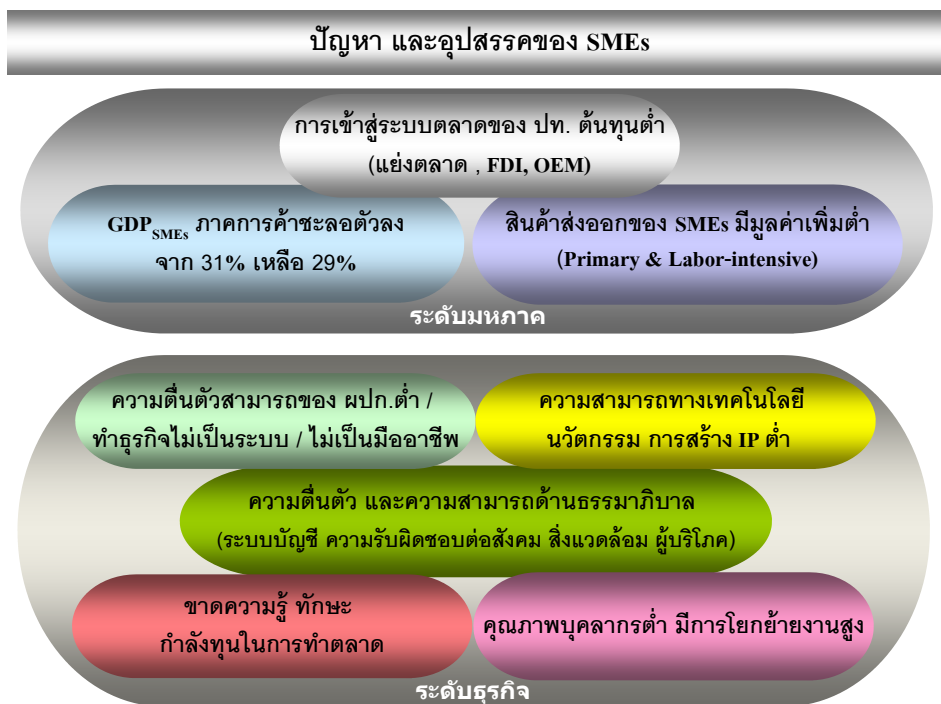 ปัญหา และอุปสรรคของ SMEs
การเข้าสู่ระบบตลาดของ ปท. ต้นทุนต่ำ
(แย่งตลาด , FDI, OEM)
GDPSMEs ภาคการค้าชะลอตัวลง
จาก 31% เหลือ 29%
สินค้าส่งออกของ SMEs มีมูลค่าเพิ่มต่ำ
(Primary & Labor-intensive)
ระดับมหภาค
ความตื่นตัวสามารถของ ผปก.ต่ำ /
ทำธุรกิจไม่เป็นระบบ / ไม่เป็นมืออาชีพ
ความสามารถทางเทคโนโลยี
นวัตกรรม การสร้าง IP ต่ำ
ความตื่นตัว และความสามารถด้านธรรมาภิบาล
(ระบบบัญชี ความรับผิดชอบต่อสังคม สิ่งแวดล้อม ผู้บริโภค)
ขาดความรู้ ทักษะ
กำลังทุนในการทำตลาด
คุณภาพบุคลากรต่ำ มีการโยกย้ายงานสูง
ระดับธุรกิจ